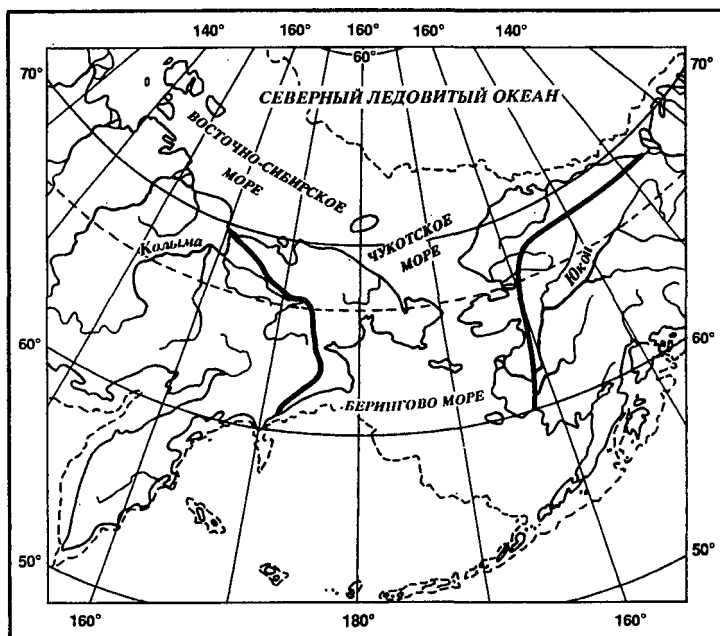 140° 160° 160° 160° 140°
70° 60° 70°
СЕВЕРНЫЙ ЛЕДОВИТЫЙ ОКЕАН
ВОСТОЧНО-СИБИРСКОЕ
МОРЕ
ЧУКОТСКОЕ
МОРЕ
Колыма
Юкон
60° 60°
БЕРИНГОВО МОРЕ
50° 50°
160° 180° 160°